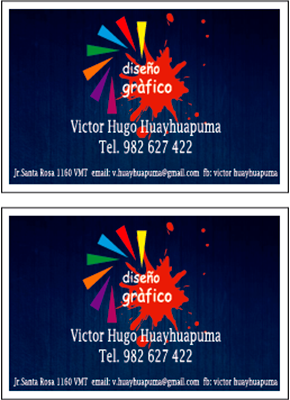 diseño
gràfico
Victor Hugo Huayhuapuma
Tel. 982 627 422
Jr.Santa Rosa 1160 VMT email: v.huayhuapuma@gmail.com fb: victor huayhuapuma
diseño
gràfico
Victor Hugo Huayhuapuma
Tel. 982 627 422
Jr.Santa Rosa 1160 VMT email: v.huayhuapuma@gmail.com fb: victor huayhuapuma